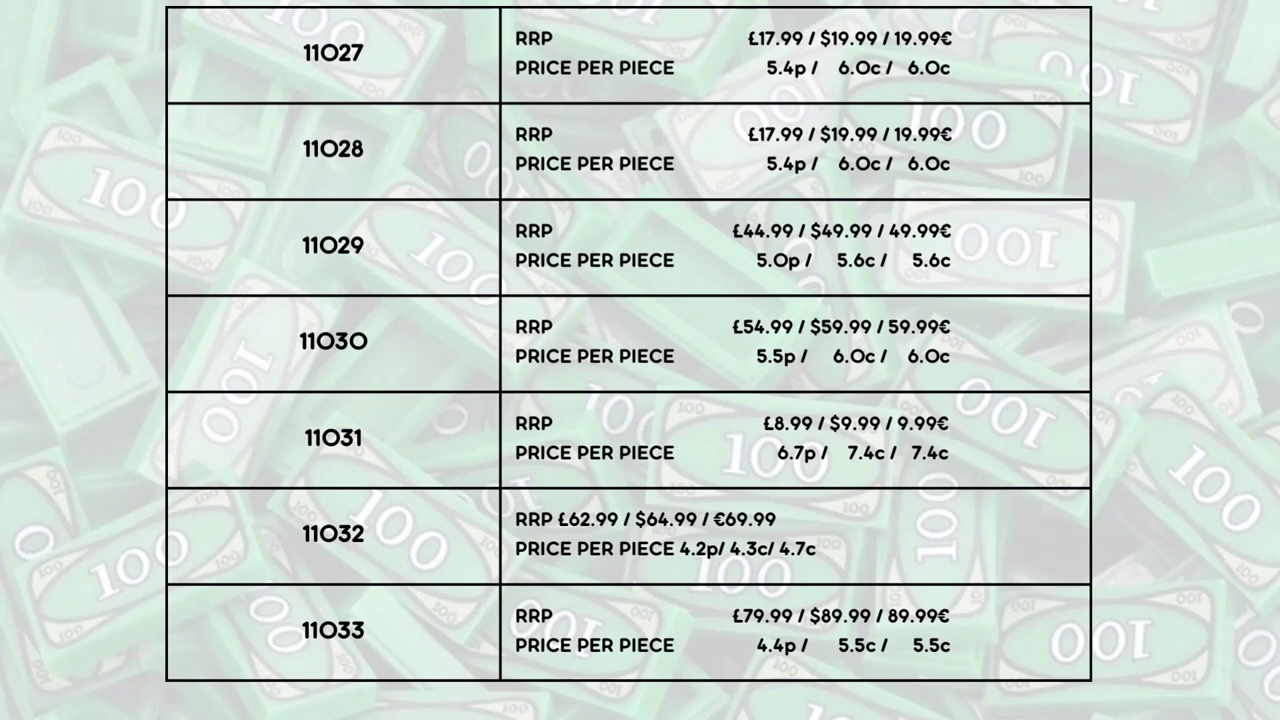 11027
RRP £17.99 / $19.99 / 19.99€
PRICE PER PIECE 5.4p / 6.0c / 6.0c
11028
RRP £17.99 / $19.99 / 19.99€
PRICE PER PIECE 5.4p / 6.0c / 6.0c
11029
RRP £44.99 / $49.99 / 49.99€
PRICE PER PIECE 5.0p / 5.6c / 5.6c
11030
RRP £54.99 / $59.99 / 59.99€
PRICE PER PIECE 5.5p / 6.0c / 6.0c
11031
RRP £8.99 / $9.99 / 9.99€
PRICE PER PIECE 6.7p / 7.4c / 7.4c
11032
RRP £62.99 / $64.99 / €69.99
PRICE PER PIECE 4.2p/ 4.3c/ 4.7c
11033
RRP £79.99 / $89.99 / 89.99€
PRICE PER PIECE 4.4p / 5.5c / 5.5c